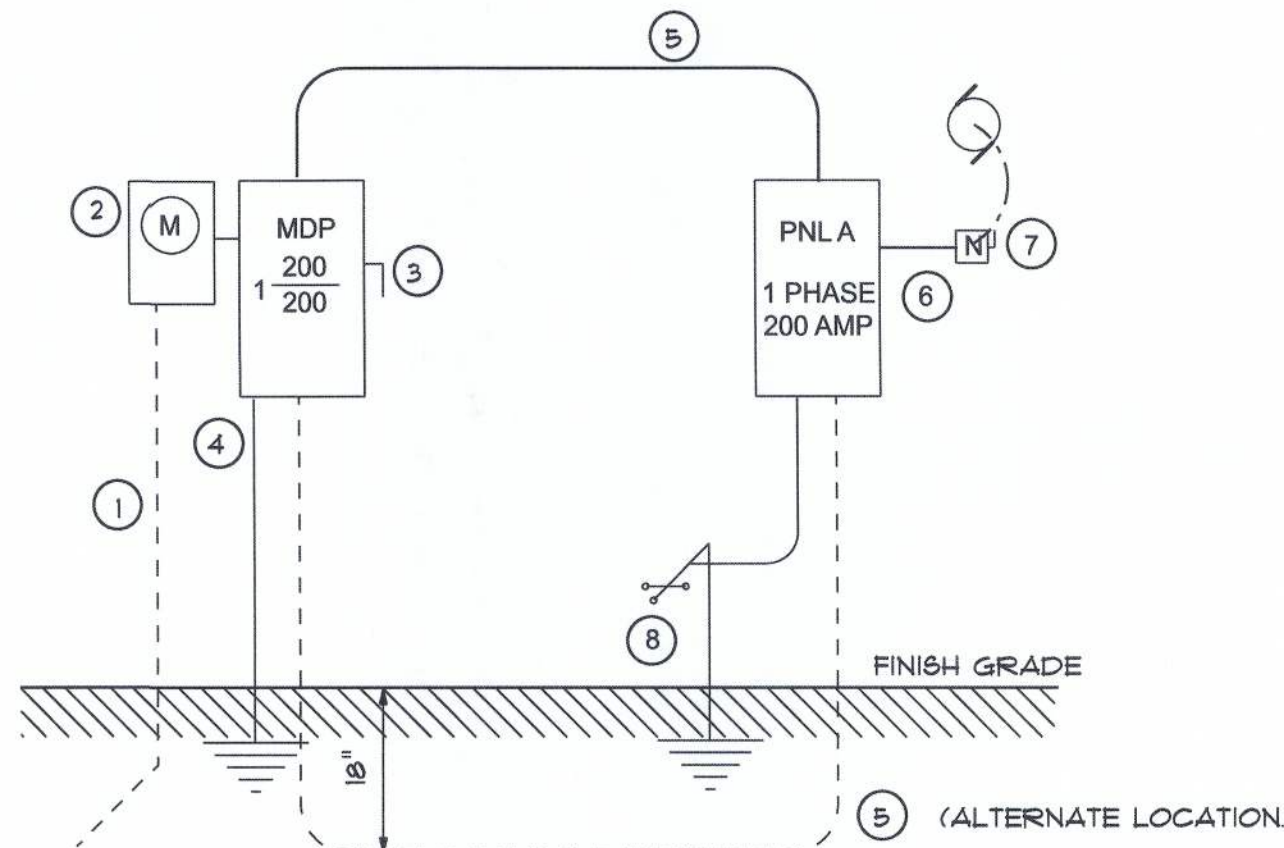 5
2
M
MDP
1 200
200
3
PNL A
1 PHASE
200 AMP
N
7
6
4
1
8
FINISH GRADE
18"
5 (ALTERNATE LOCATION.